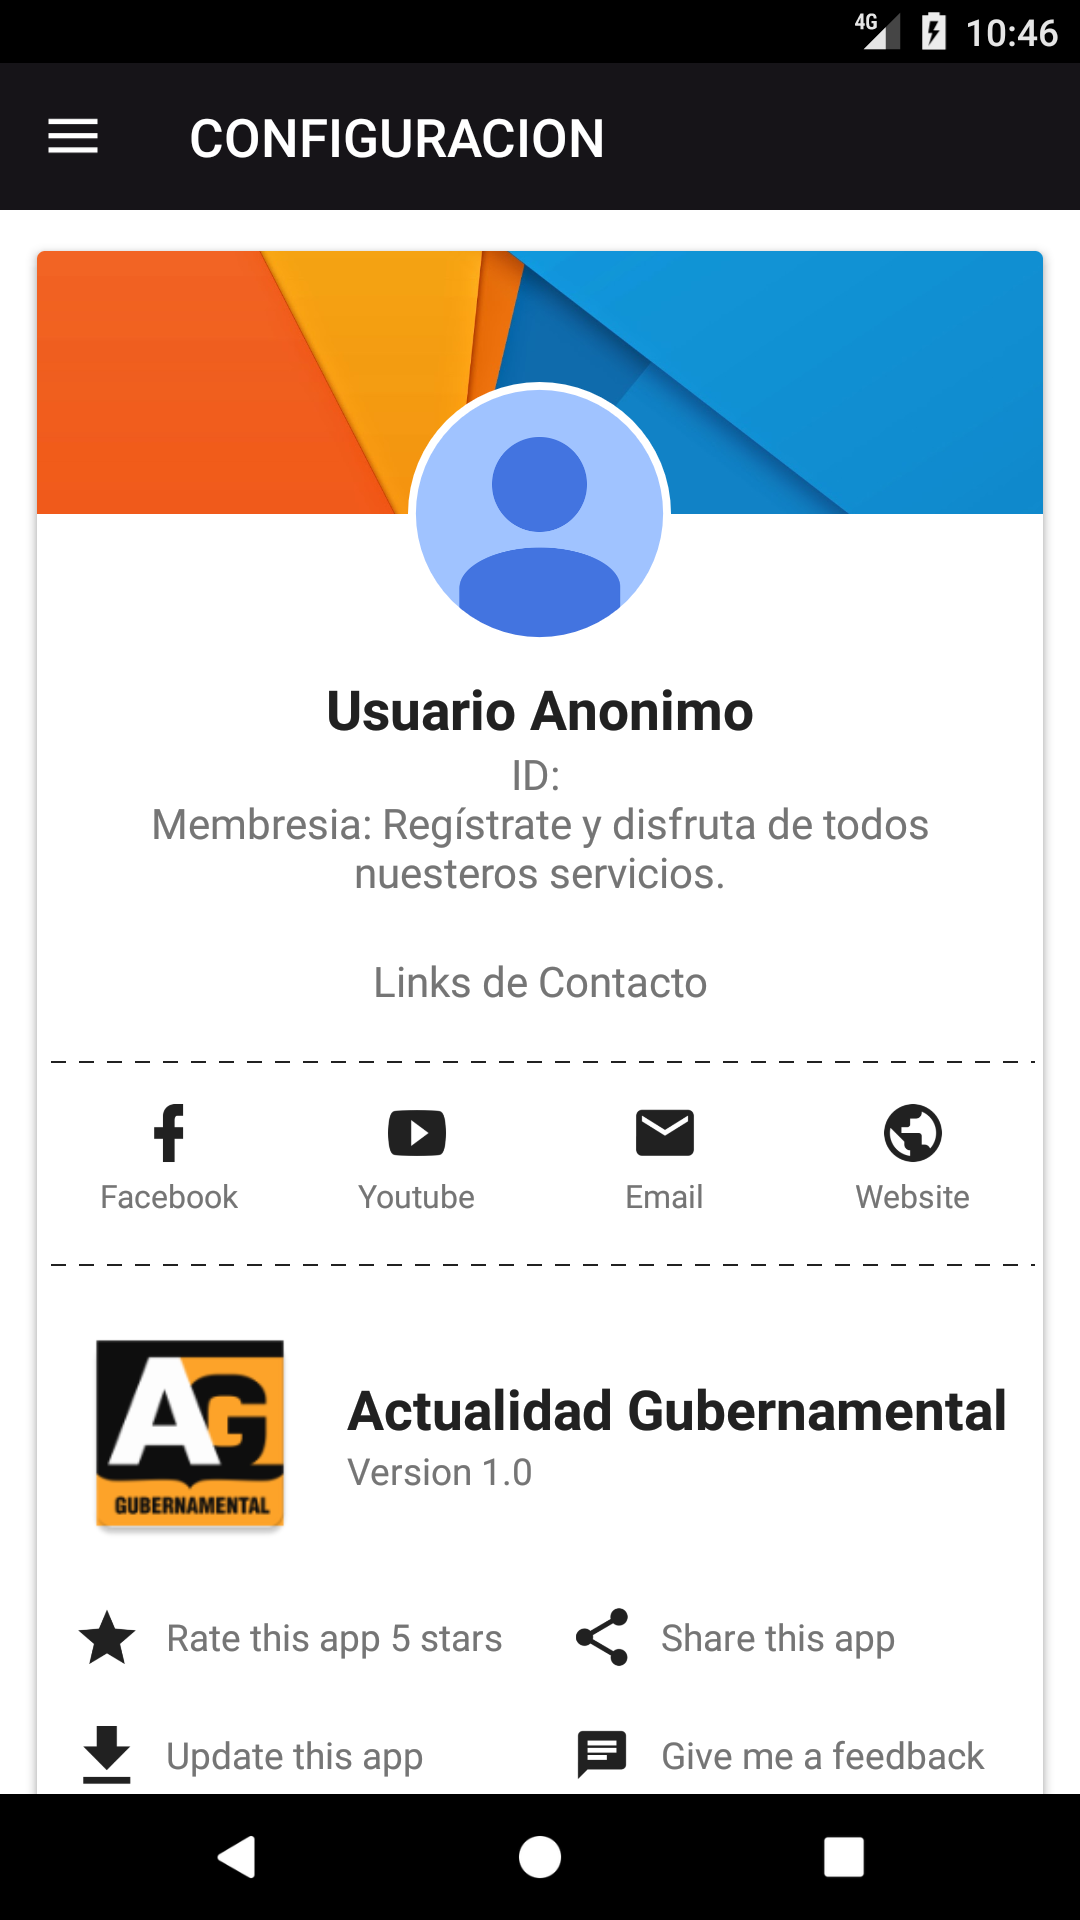 4G 10:46
CONFIGURACION
Usuario Anonimo
ID:
Membresia: Regístrate y disfruta de todos
nuesteros servicios.
Links de Contacto
Facebook Youtube Email Website
AG
GUBERNAMENTAL
Actualidad Gubernamental
Version 1.0
Rate this app 5 stars Share this app
Update this app Give me a feedback